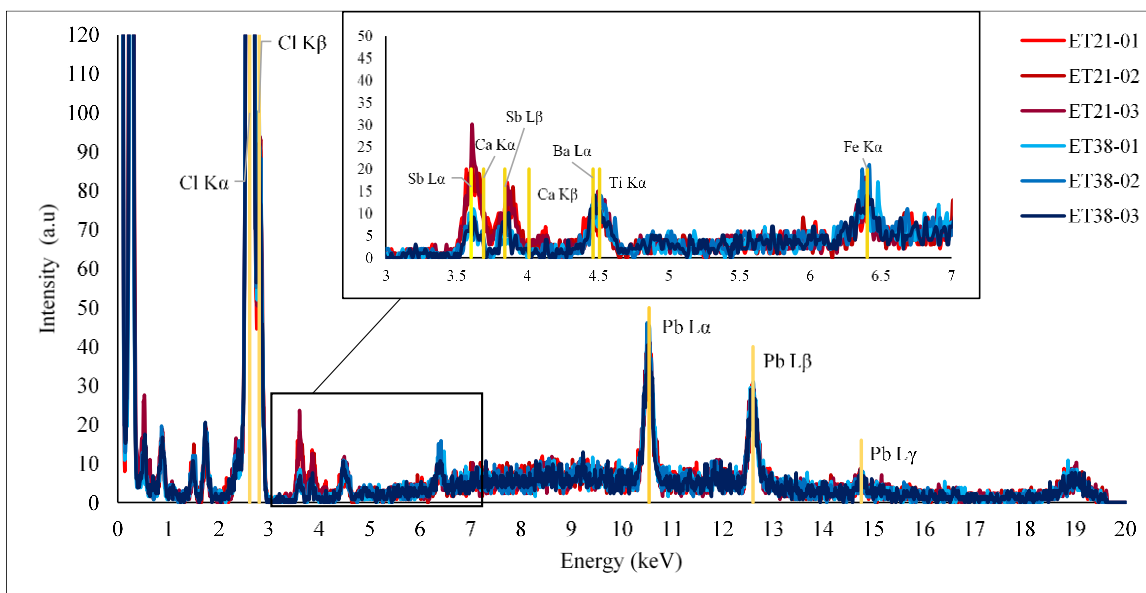 120
110
100
90
80
70
60
50
40
30
20
10
0
Intensity (a.u)
0 1 2 3 4 5 6 7 8 9 10 11 12 13 14 15 16 17 18 19 20
Energy (keV)
Cl Kβ
Cl Kα
Pb Lα
Pb Lβ
Pb Lγ
50
45
40
35
30
25
20
15
10
5
0
3 3.5 4 4.5 5 5.5 6 6.5 7
Sb Lβ
Ca Kα
Sb Lα
Ca Kβ
Ba Lα
Ti Kα
Fe Kα
ET21-01
ET21-02
ET21-03
ET38-01
ET38-02
ET38-03